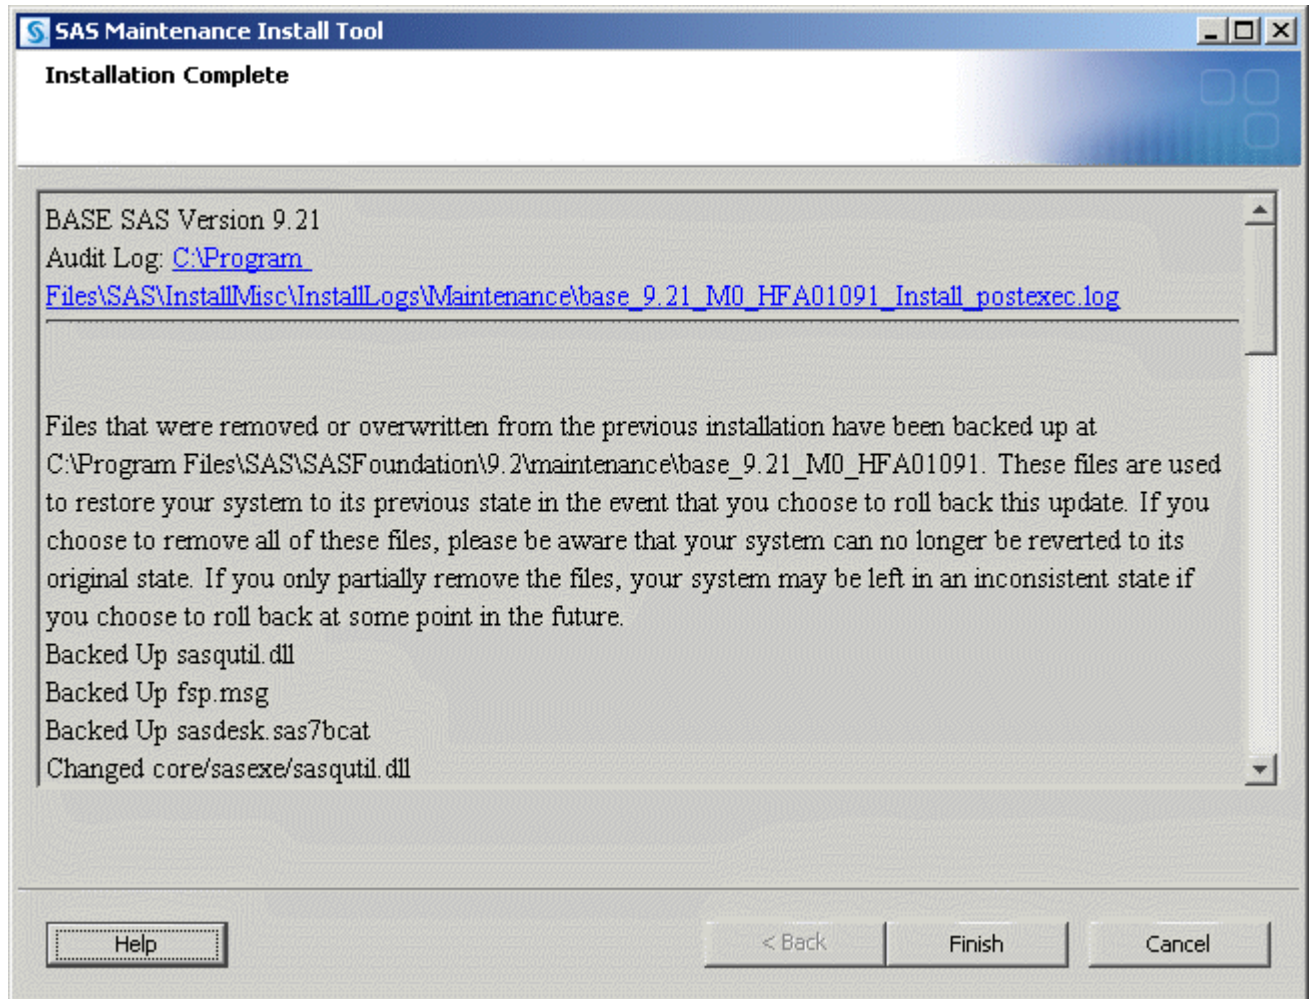 SAS Maintenance Install Tool
Installation Complete
BASE SAS Version 9.21
Audit Log: C:\Program
Files\SAS\InstallMisc\InstallLogs\Maintenance\base_9.21_M0_HFA01091_Install_postexec.log
Files that were removed or overwritten from the previous installation have been backed up at
C:\Program Files\SAS\SASFoundation\9.2\maintenance\base_9.21_M0_HFA01091. These files are used
to restore your system to its previous state in the event that you choose to roll back this update. If you
choose to remove all of these files, please be aware that your system can no longer be reverted to its
original state. If you only partially remove the files, your system may be left in an inconsistent state if
you choose to roll back at some point in the future.
Backed Up sasqutil.dll
Backed Up fsp.msg
Backed Up sasdesk.sas7bcat
Changed core/sasexe/sasqutil.dll
Help
< Back
Finish
Cancel